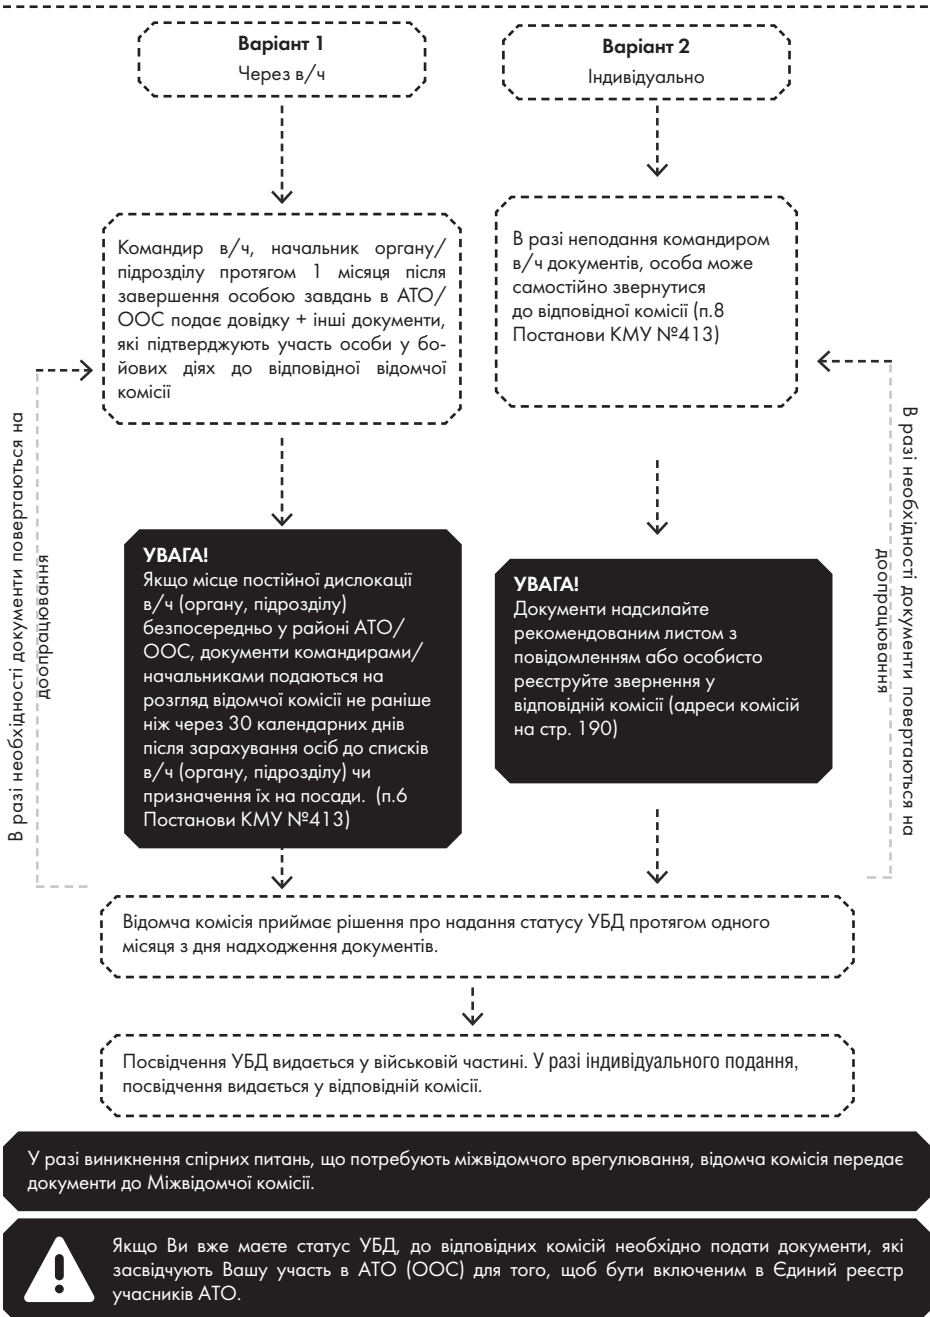 Варіант 1
Через в/ч
Варіант 2
Індивідуально
Командир в/ч, начальник органу/
підрозділу протягом 1 місяця після
завершення особою завдань в АТО/
ООС подає довідку + інші документи,
які підтверджують участь особи у бо-
йових діях до відповідної відомчої
комісії
В разі неподання командиром
в/ч документів, особа може
самостійно звернутися
до відповідної комісії (п.8
Постанови КМУ №413)
В разі необхідності документи повертаються на
доопрацювання
В разі необхідності документи повертаються на
доопрацювання
УВАГА!
Якщо місце постійної дислокації
в/ч (органу, підрозділу)
безпосередньо у районі АТО/
ООС, документи командирами/
начальниками подаються на
розгляд відомчої комісії не раніше
ніж через 30 календарних днів
після зарахування осіб до списків
в/ч (органу, підрозділу) чи
призначення їх на посади. (п.6
Постанови КМУ №413)
УВАГА!
Документи надсилайте
рекомендованим листом з
повідомленням або особисто
реєструйте звернення у
відповідній комісії (адреси комісій
на стр. 190)
Відомча комісія приймає рішення про надання статусу УБД протягом одного
місяця з дня надходження документів.
Посвідчення УБД видається у військовій частині. У разі індивідуального подання,
посвідчення видається у відповідній комісії.
У разі виникнення спірних питань, що потребують міжвідомчого врегулювання, відомча комісія передає
документи до Міжвідомчої комісії.
Якщо Ви вже маєте статус УБД, до відповідних комісій необхідно подати документи, які
засвідчують Вашу участь в АТО (ООС) для того, щоб бути включеним в Єдиний реєстр
учасників АТО.